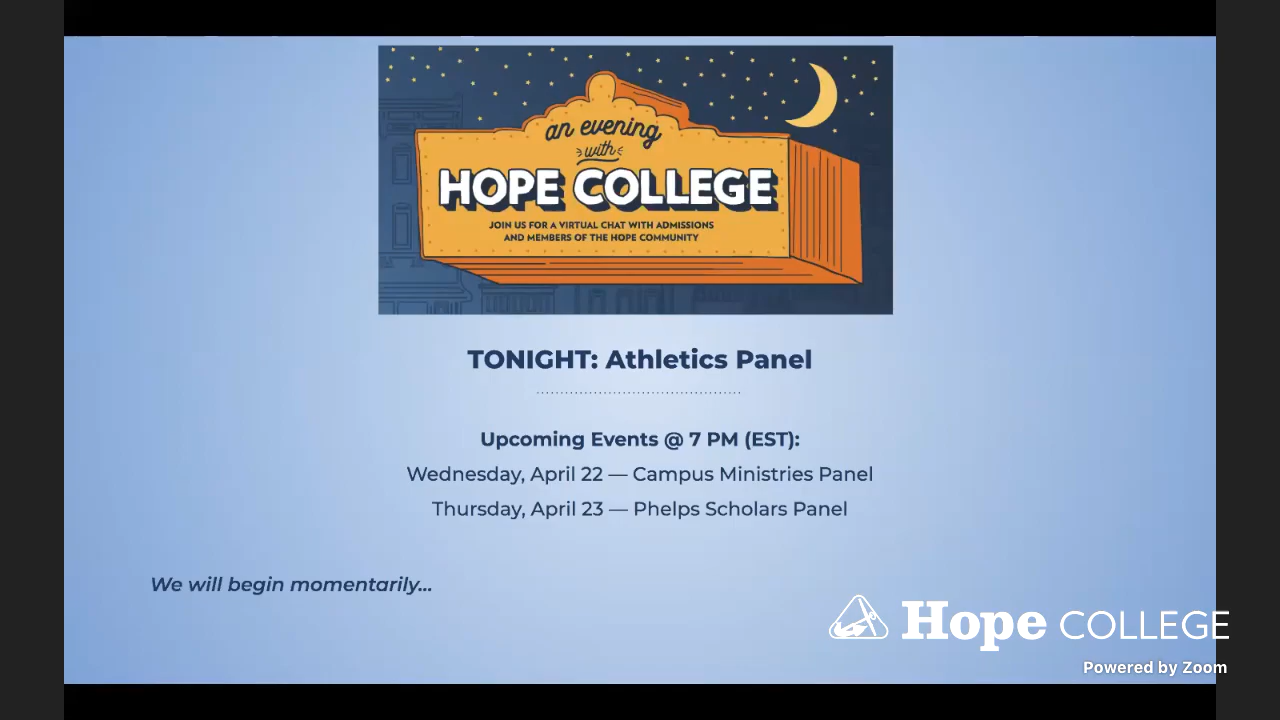 an evening
with
HOPE COLLEGE
JOIN US FOR A VIRTUAL CHAT WITH ADMISSIONS
AND MEMBERS OF THE HOPE COMMUNITY
TONIGHT: Athletics Panel
Upcoming Events @ 7 PM (EST):
Wednesday, April 22 — Campus Ministries Panel
Thursday, April 23 — Phelps Scholars Panel
We will begin momentarily...
Hope COLLEGE
Powered by Zoom